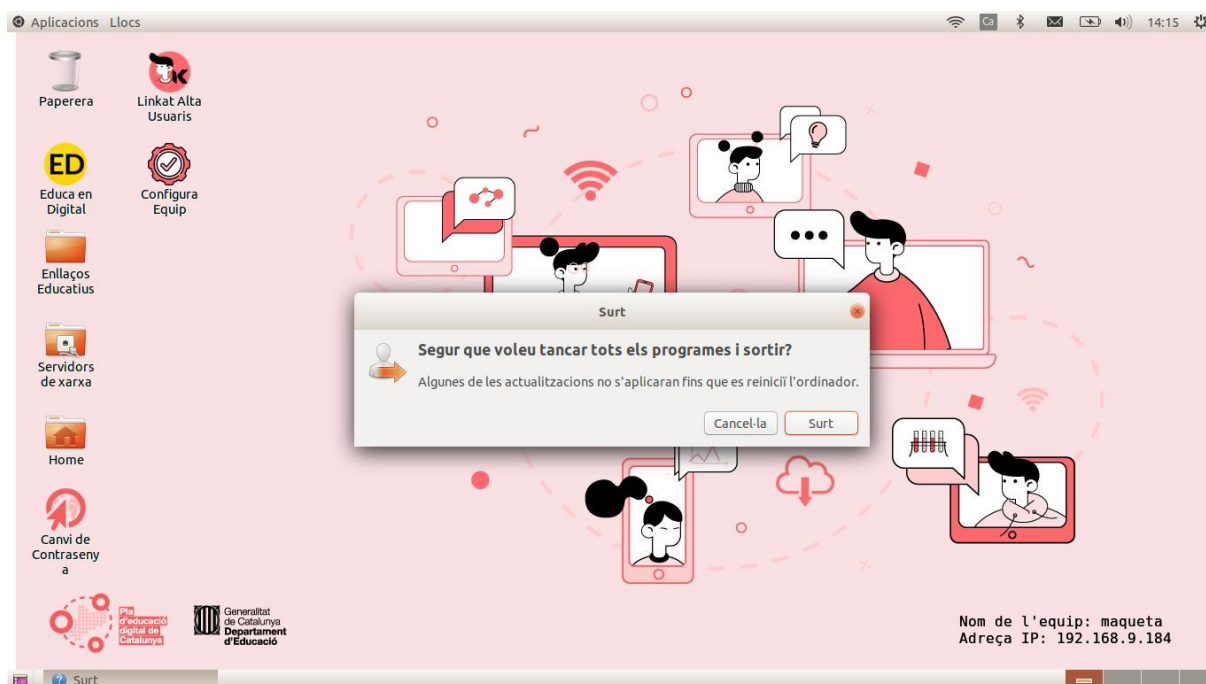 Aplicacions Llocs
Ca
14:15
Paperera
Linkat Alta
Usuaris
ED
Educa en
Digital
Configura
Equip
Enllaços
Educatius
Servidors
de xarxa
Home
Canvi de
Contraseny
a
Surt
Segur que voleu tancar tots els programes i sortir?
Algunes de les actualitzacions no s'aplicaran fins que es reiniciï l'ordinador.
Cancel·la
Surt
Pla
d'educació
digital de
Catalunya
Generalitat
de Catalunya
Departament
d'Educació
Nom de l'equip: maqueta
Adreça IP: 192.168.9.184
Surt